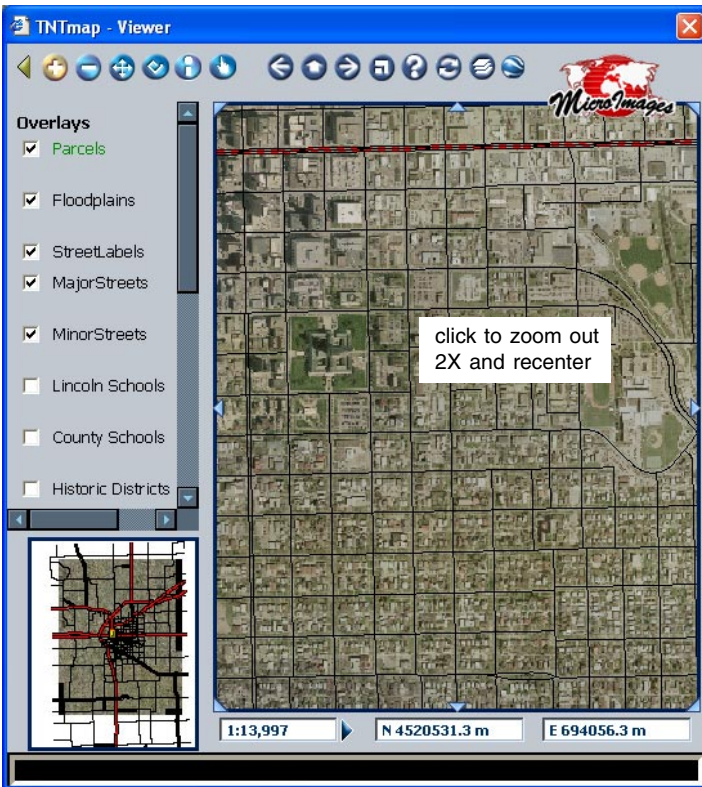 TNTmap - Viewer
MicroImages
Overlays
Parcels
Floodplains
StreetLabels
MajorStreets
MinorStreets
Lincoln Schools
County Schools
Historic Districts
click to zoom out
2X and recenter
1:13,997
N 4520531.3 m
E 694056.3 m